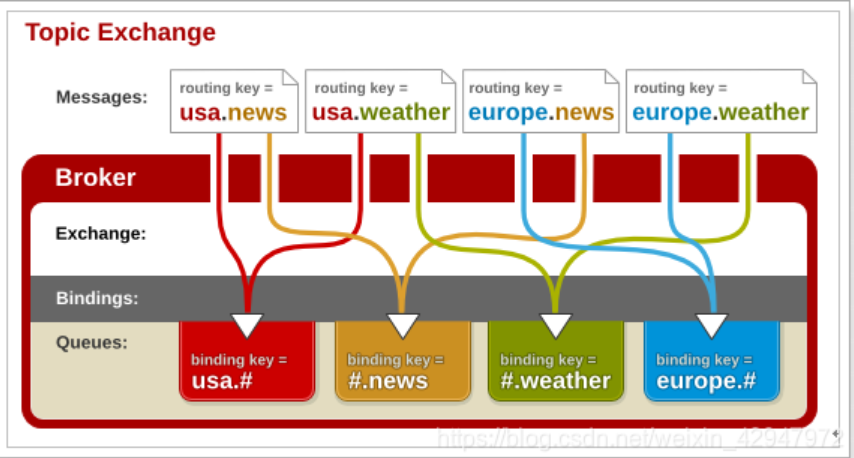 Topic Exchange
Messages:
routing key =
usa.news
routing key =
usa.weather
routing key =
europe.news
routing key =
europe.weather
Broker
Exchange:
Bindings:
Queues:
binding key =
usa.#
binding key =
#.news
binding key =
#.weather
binding key =
europe.#
https://blog.csdn.net/weixin_42947972